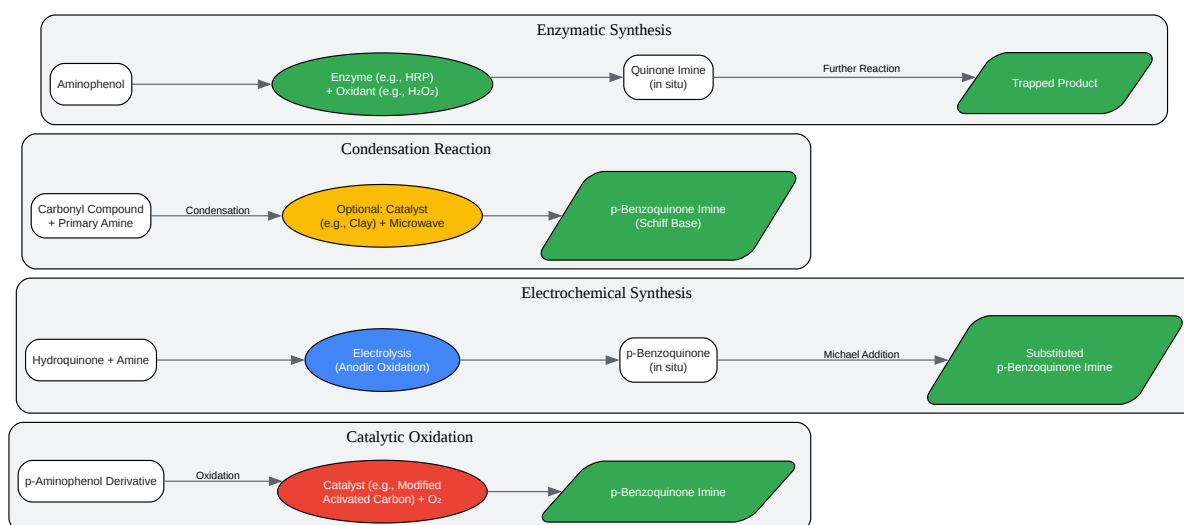 Enzymatic Synthesis
Aminophenol
Enzyme (e.g., HRP)
+ Oxidant (e.g., H₂O₂)
Quinone Imine
(in situ)
Further Reaction
Trapped Product
Condensation Reaction
Carbonyl Compound
+ Primary Amine
Condensation
Optional: Catalyst
(e.g., Clay) + Microwave
p-Benzoquinone Imine
(Schiff Base)
Electrochemical Synthesis
Hydroquinone + Amine
Electrolysis
(Anodic Oxidation)
p-Benzoquinone
(in situ)
Michael Addition
Substituted
p-Benzoquinone Imine
Catalytic Oxidation
p-Aminophenol Derivative
Oxidation
Catalyst (e.g., Modified
Activated Carbon) + O₂
p-Benzoquinone Imine